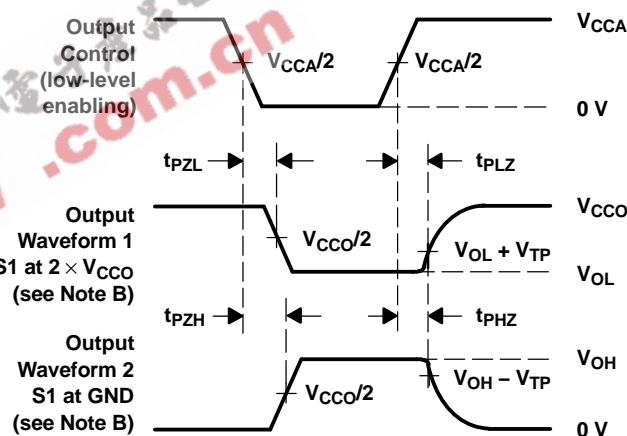 Output
Control
(low-level
enabling)
V_CCA/2
V_CCA/2
V_CCA
0 V
t_PZL
t_PLZ
Output
Waveform 1
S1 at 2 × V_CCO
(see Note B)
V_CCO/2
V_OL + V_TP
V_CCO
V_OL
t_PZH
t_PHZ
Output
Waveform 2
S1 at GND
(see Note B)
V_CCO/2
V_OH − V_TP
V_OH
0 V
.com.cn